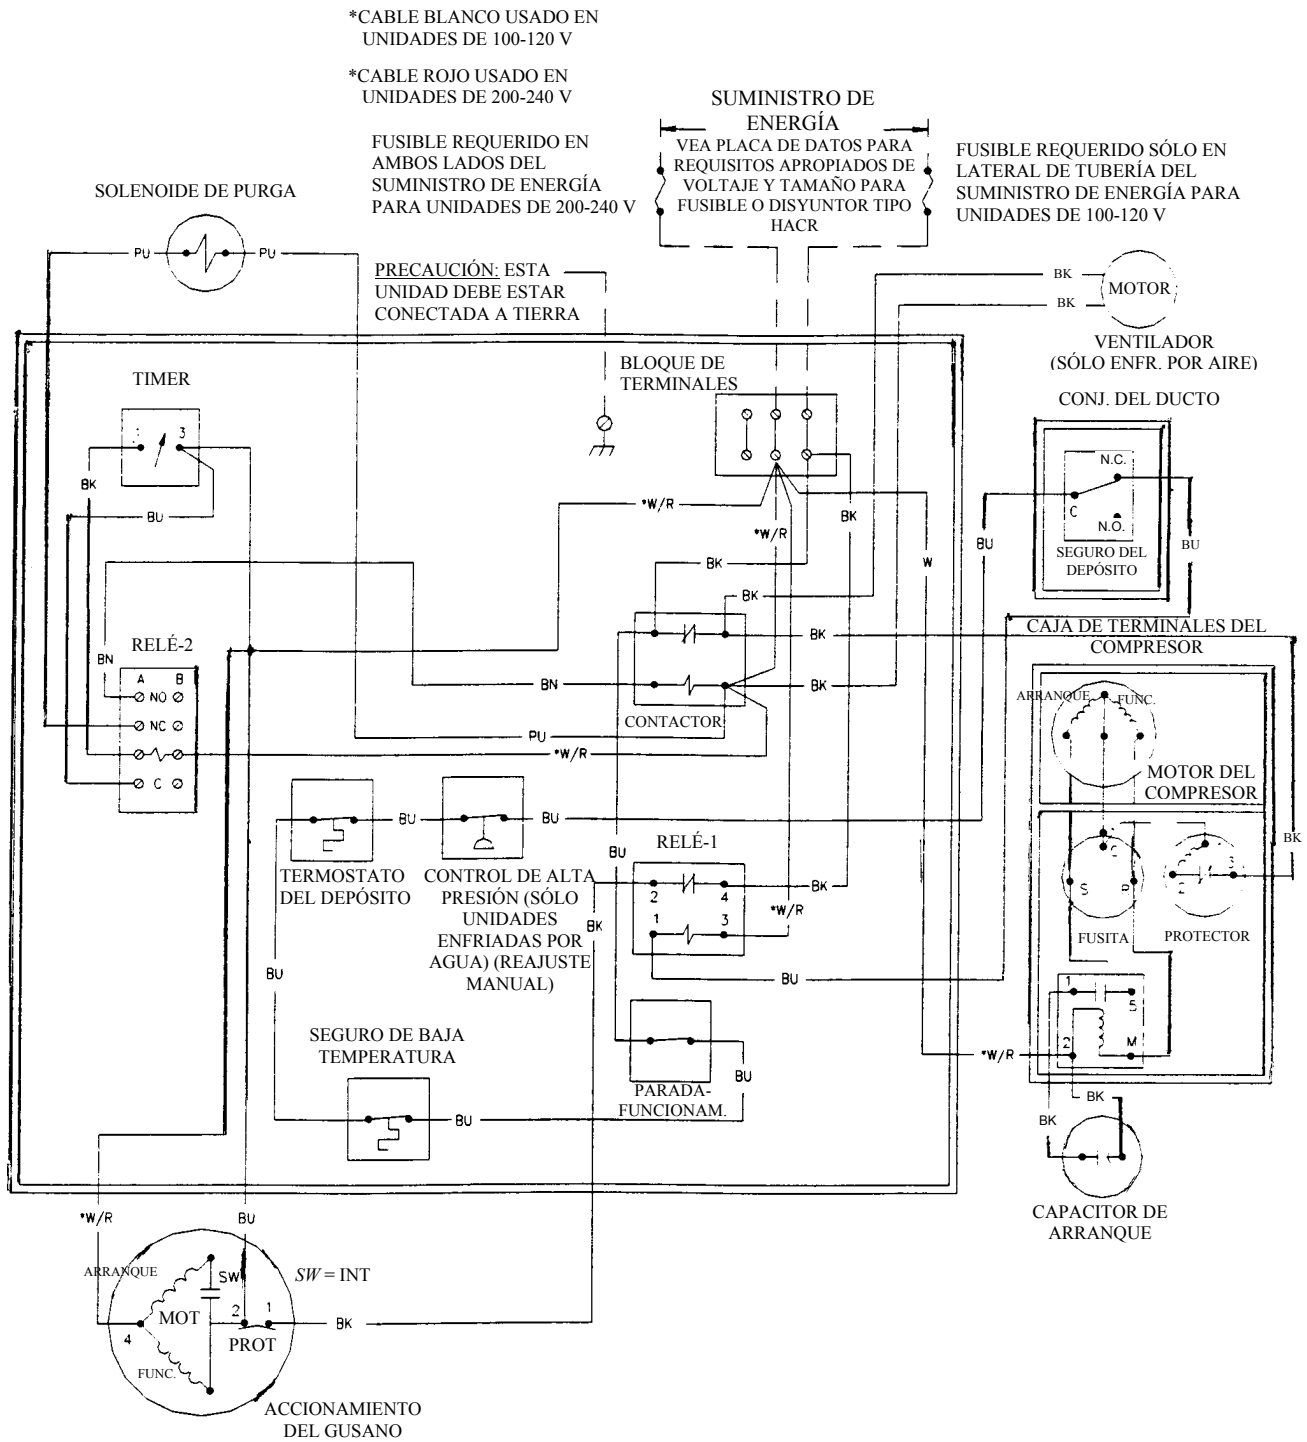 *CABLE BLANCO USADO EN
UNIDADES DE 100-120 V
*CABLE ROJO USADO EN
UNIDADES DE 200-240 V
FUSIBLE REQUERIDO EN
AMBOS LADOS DEL
SUMINISTRO DE ENERGÍA
PARA UNIDADES DE 200-240 V
SUMINISTRO DE
ENERGÍA
VEA PLACA DE DATOS PARA
REQUISITOS APROPIADOS DE
VOLTAJE Y TAMAÑO PARA
FUSIBLE O DISYUNTOR TIPO
HACR
FUSIBLE REQUERIDO SÓLO EN
LATERAL DE TUBERÍA DEL
SUMINISTRO DE ENERGÍA PARA
UNIDADES DE 100-120 V
SOLENOIDE DE PURGA
PU
PU
PRECAUCIÓN: ESTA
UNIDAD DEBE ESTAR
CONECTADA A TIERRA
BK
BK
MOTOR
VENTILADOR
(SÓLO ENFR. POR AIRE)
TIMER
1
3
BK
BU
BLOQUE DE
TERMINALES
*W/R
*W/R
BK
BK
BK
W
BU
CONJ. DEL DUCTO
N.C.
C
N.O.
SEGURO DEL
DEPÓSITO
BU
RELÉ-2
BN
A B
NO
NC
C
BN
BK
BK
CONTACTOR
PU
*W/R
CAJA DE TERMINALES DEL
COMPRESOR
ARRANQUE
FUNC.
MOTOR DEL
COMPRESOR
BK
C
S
R
FUSITA
1
2
3
PROTECTOR
1
5
2
M
*W/R
BK
BK
CAPACITOR DE
ARRANQUE
BU
BU
TERMOSTATO
DEL DEPÓSITO
CONTROL DE ALTA
PRESIÓN (SÓLO
UNIDADES
ENFRIADAS POR
AGUA) (REAJUSTE
MANUAL)
BU
RELÉ-1
2
4
1
3
BK
*W/R
BK
BU
BU
SEGURO DE BAJA
TEMPERATURA
BU
PARADA-
FUNCIONAM.
BU
*W/R
BU
ARRANQUE
SW
SW = INT
MOT
2
1
4
PROT
BK
FUNC.
ACCIONAMIENTO
DEL GUSANO